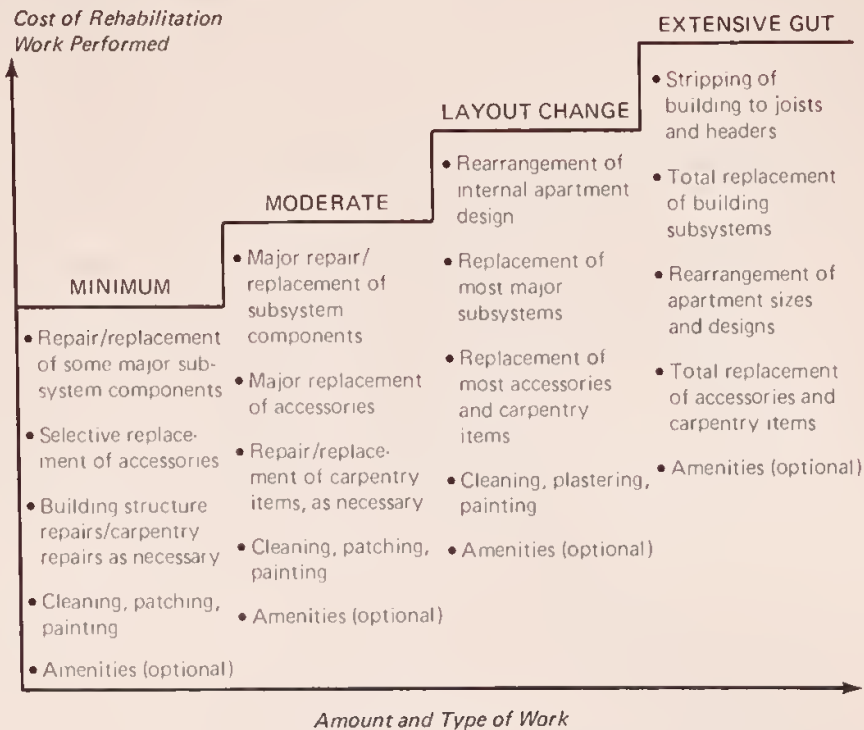 Cost of Rehabilitation
Work Performed
MINIMUM
• Repair/replacement
of some major sub-
system components
• Selective replace-
ment of accessories
• Building structure
repairs/carpentry
repairs as necessary
• Cleaning, patching,
painting
• Amenities (optional)
MODERATE
• Major repair/
replacement of
subsystem
components
• Major replacement
of accessories
• Repair/replace-
ment of carpentry
items, as necessary
• Cleaning, patching,
painting
• Amenities (optional)
LAYOUT CHANGE
• Rearrangement of
internal apartment
design
• Replacement of
most major
subsystems
• Replacement of
most accessories
and carpentry
items
• Cleaning, plastering,
painting
• Amenities (optional)
EXTENSIVE GUT
• Stripping of
building to joists
and headers
• Total replacement
of building
subsystems
• Rearrangement of
apartment sizes
and designs
• Total replacement
of accessories and
carpentry items
• Amenities (optional)
Amount and Type of Work